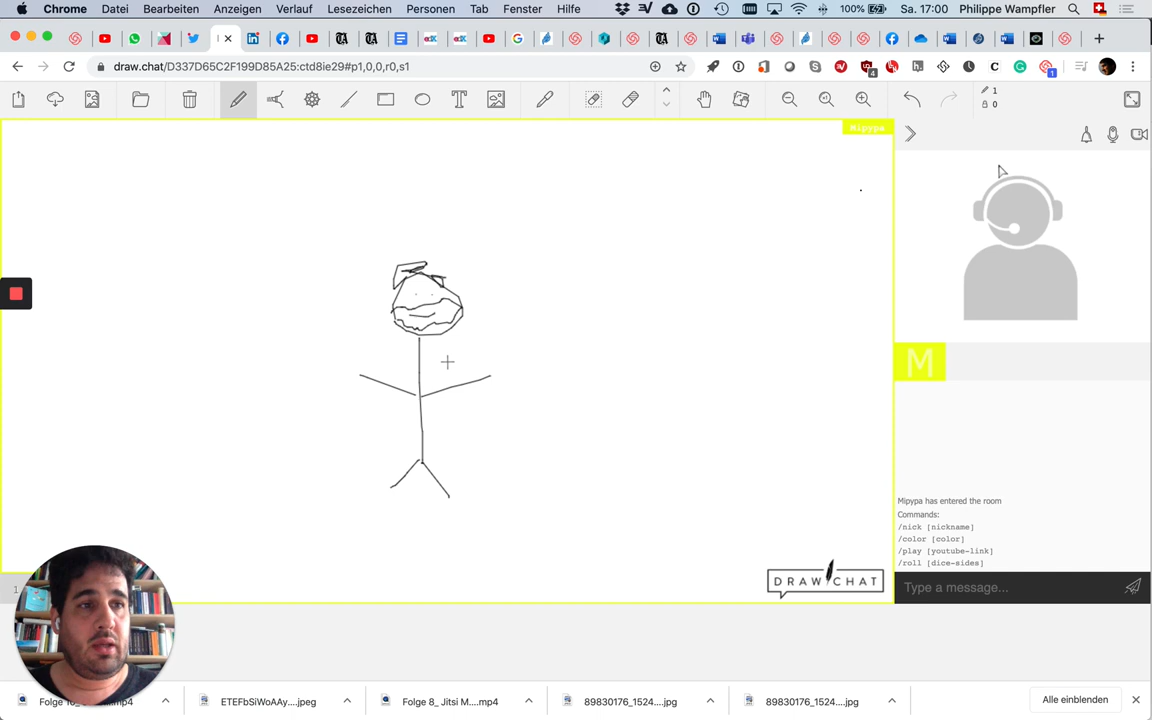 Chrome Datei Bearbeiten Anzeigen Verlauf Lesezeichen Personen Tab Fenster Hilfe 100% Sa. 17:00 Philippe Wampfler
draw.chat/D337D65C2F199D85A25:ctd8ie29#p1,0,0,r0,s1
1
0
Mipypa
M
Mipypa has entered the room
Commands:
/nick [nickname]
/color [color]
/play [youtube-link]
/roll [dice-sides]
DRAW CHAT
Type a message...
1
ETEFbSiWoAAy....jpeg
Folge 8_ Jitsi M....mp4
89830176_1524....jpg
89830176_1524....jpg
Alle einblenden